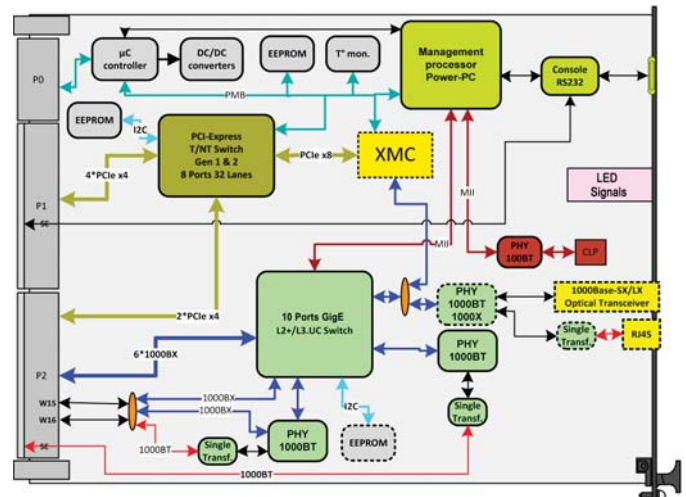 P0
µC
controller
DC/DC
converters
EEPROM
T° mon.
Management
processor
Power-PC
Console
RS232
PMB
EEPROM
I2C
PCI-Express
T/NT Switch
Gen 1 & 2
8 Ports 32 Lanes
PCIe x8
XMC
4*PCIe x4
P1
SE
MII
LED
Signals
MII
PHY
100BT
CLP
2*PCIe x4
10 Ports GigE
L2+/L3.UC Switch
PHY
1000BT
1000X
1000Base-SX/LX
Optical Transceiver
Single
Transf.
RJ45
6*1000BX
PHY
1000BT
P2
W15
W16
1000BX
1000BX
I2C
Single
Transf.
EEPROM
PHY
1000BT
Single
Transf.
1000BT
SE
1000BT